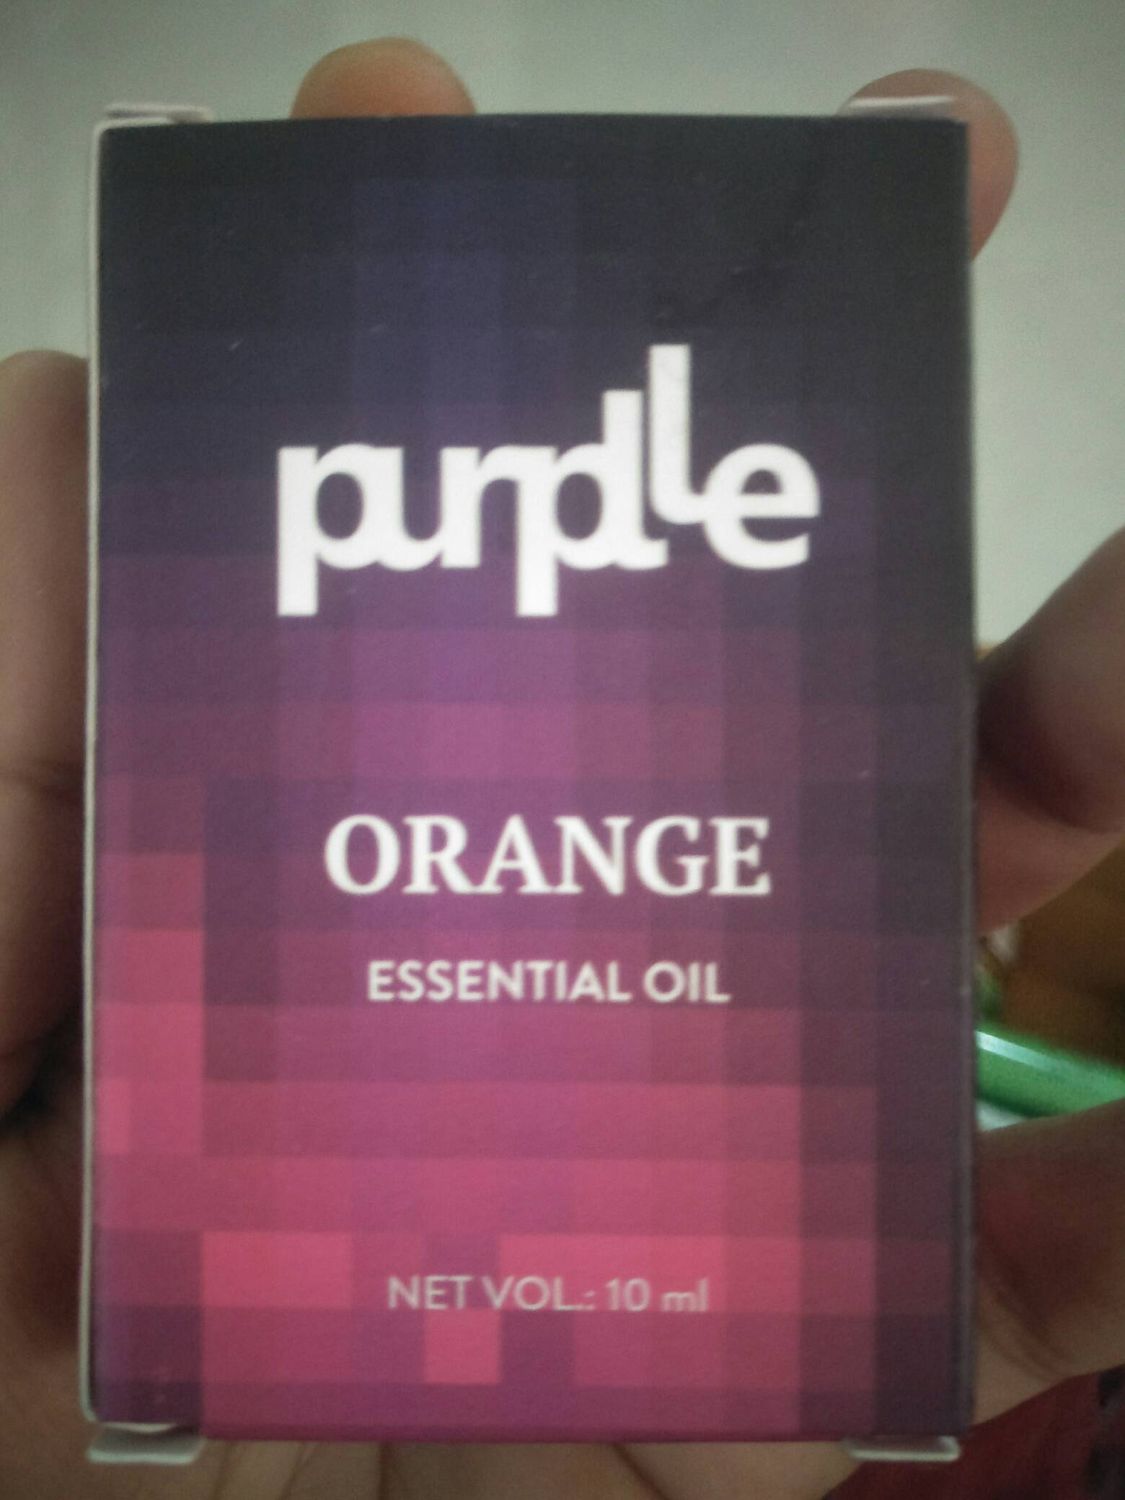 purplle
ORANGE
ESSENTIAL OIL
NET VOL.: 10 ml